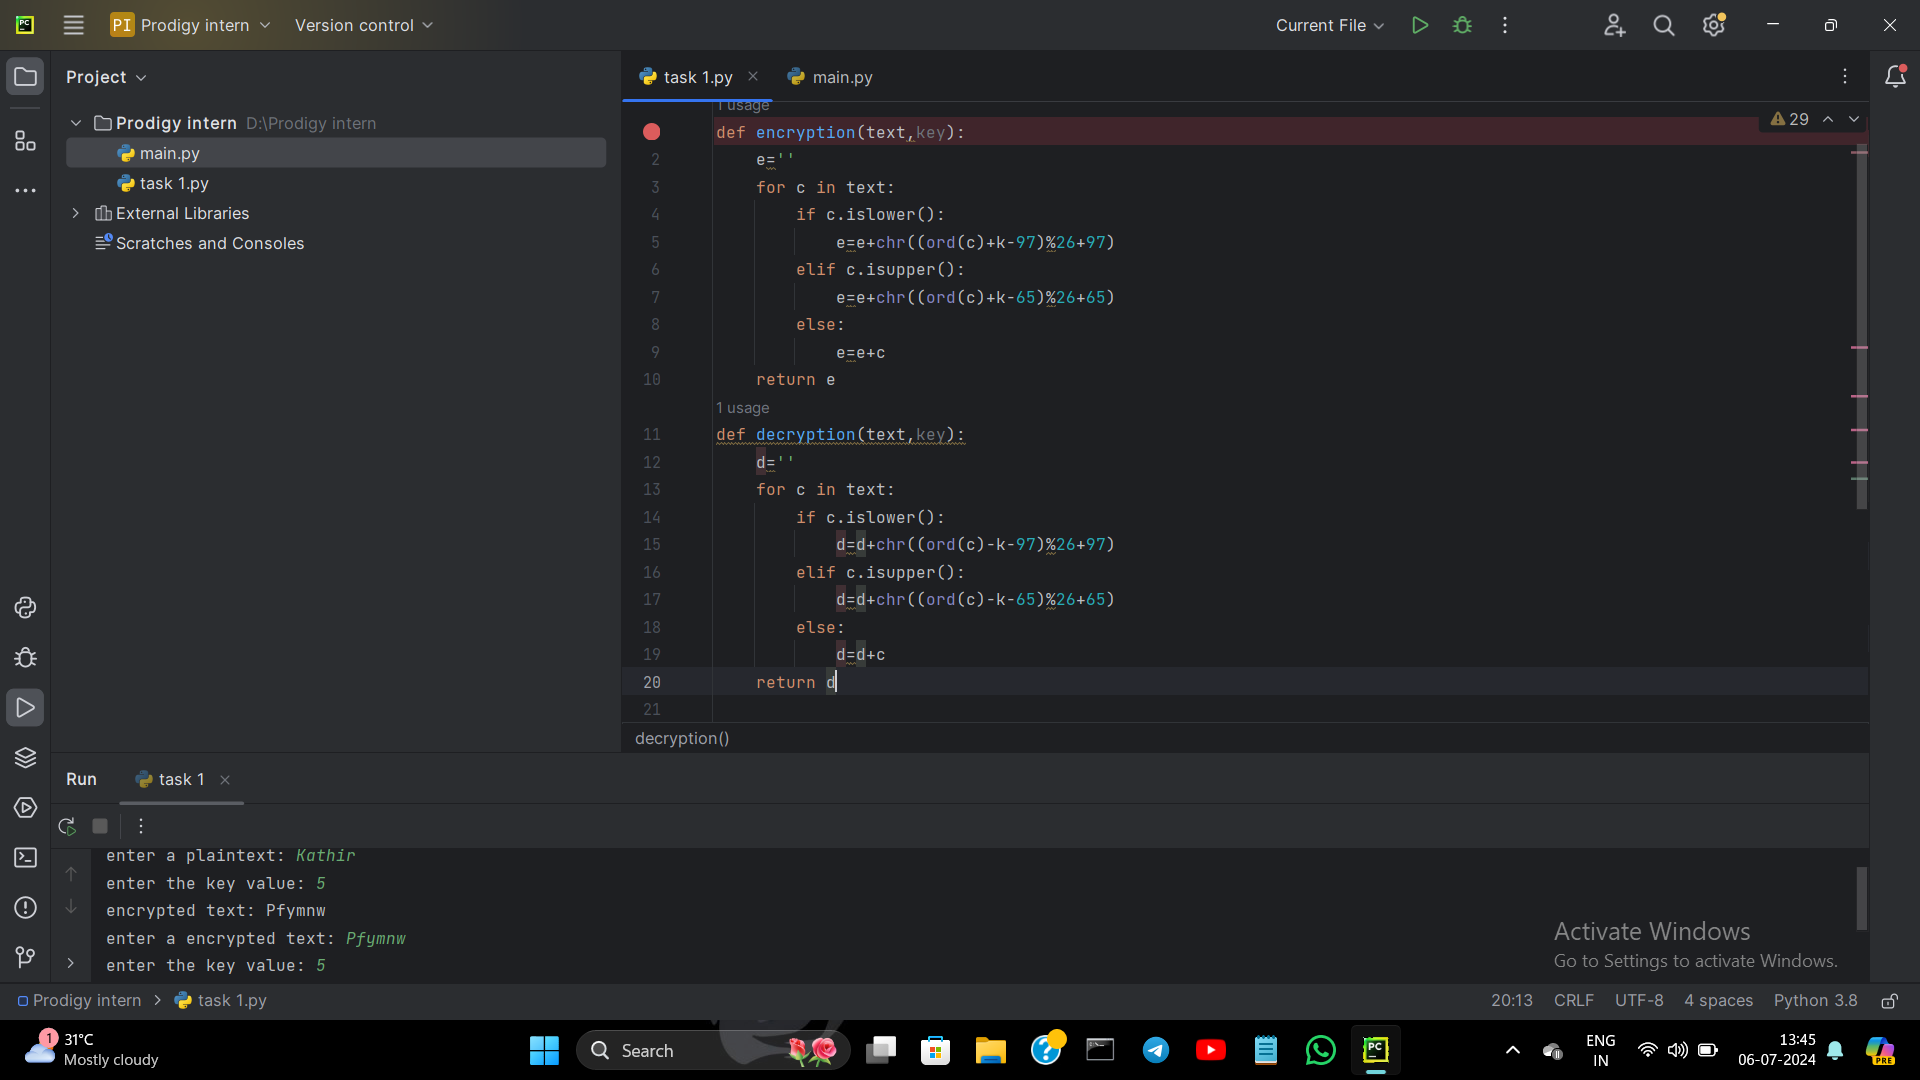 PC
PI Prodigy intern
Version control
Current File
Project
task 1.py
main.py
Prodigy intern D:\Prodigy intern
main.py
task 1.py
External Libraries
Scratches and Consoles
1 usage
29
def encryption(text,key):
2 e=''
3 for c in text:
4 if c.islower():
5 e=e+chr((ord(c)+k-97)%26+97)
6 elif c.isupper():
7 e=e+chr((ord(c)+k-65)%26+65)
8 else:
9 e=e+c
10 return e
1 usage
11 def decryption(text,key):
12 d=''
13 for c in text:
14 if c.islower():
15 d=d+chr((ord(c)-k-97)%26+97)
16 elif c.isupper():
17 d=d+chr((ord(c)-k-65)%26+65)
18 else:
19 d=d+c
20 return d
21
decryption()
Run
task 1
enter a plaintext: Kathir
enter the key value: 5
encrypted text: Pfymnw
enter a encrypted text: Pfymnw
enter the key value: 5
Activate Windows
Go to Settings to activate Windows.
Prodigy intern > task 1.py
20:13 CRLF UTF-8 4 spaces Python 3.8
1
31°C
Mostly cloudy
Search
PC
ENG
IN
13:45
06-07-2024
PRE